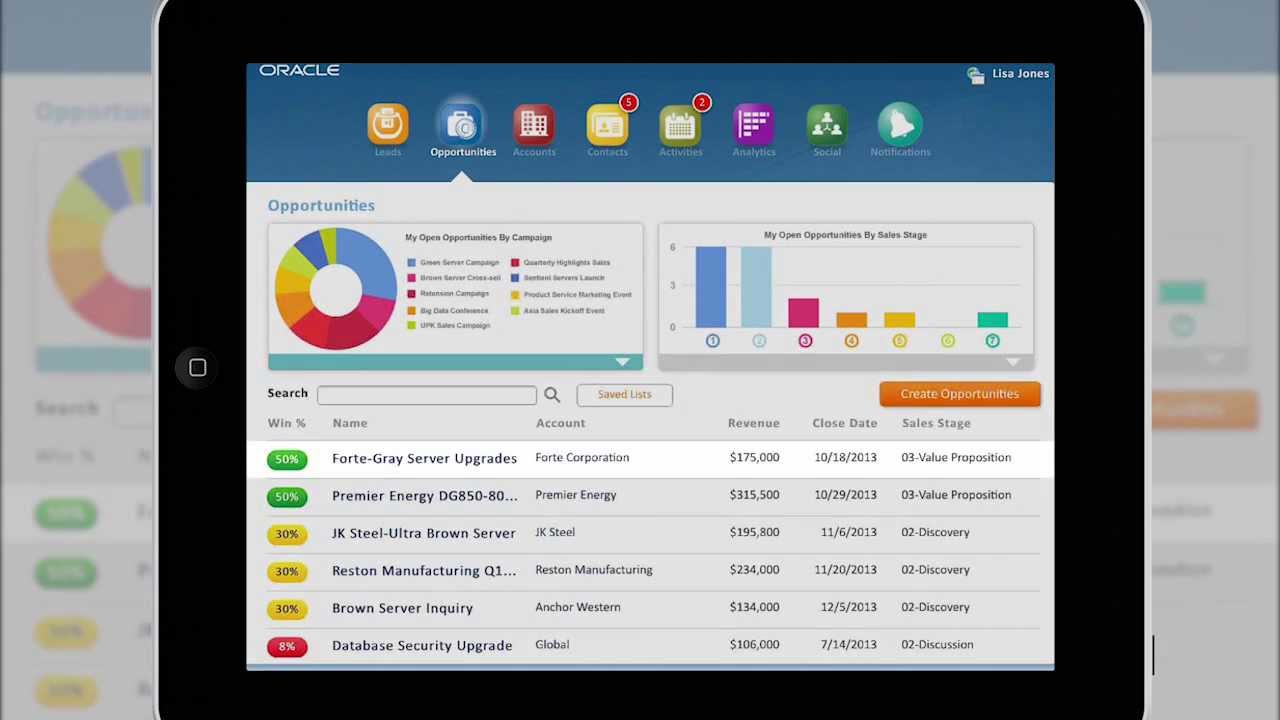 ORACLE
Lisa Jones
5
2
Leads Opportunities Accounts Contacts Activities Analytics Social Notifications
Opportunities
My Open Opportunities By Campaign
Green Server Campaign
Quarterly Highlights Sales
Brown Server Cross-sell
Sentinel Servers Launch
Retension Campaign
Product Service Marketing Event
Big Data Conference
Asia Sales Kickoff Event
UPK Sales Campaign
My Open Opportunities By Sales Stage
6
3
0
1 2 3 4 5 6 7
Search
Saved Lists
Create Opportunities
Win % Name Account Revenue Close Date Sales Stage
50% Forte-Gray Server Upgrades Forte Corporation $175,000 10/18/2013 03-Value Proposition
50% Premier Energy DG850-80... Premier Energy $315,500 10/29/2013 03-Value Proposition
30% JK Steel-Ultra Brown Server JK Steel $195,800 11/6/2013 02-Discovery
30% Reston Manufacturing Q1... Reston Manufacturing $234,000 11/20/2013 02-Discovery
30% Brown Server Inquiry Anchor Western $134,000 12/5/2013 02-Discovery
8% Database Security Upgrade Global $106,000 7/14/2013 02-Discussion